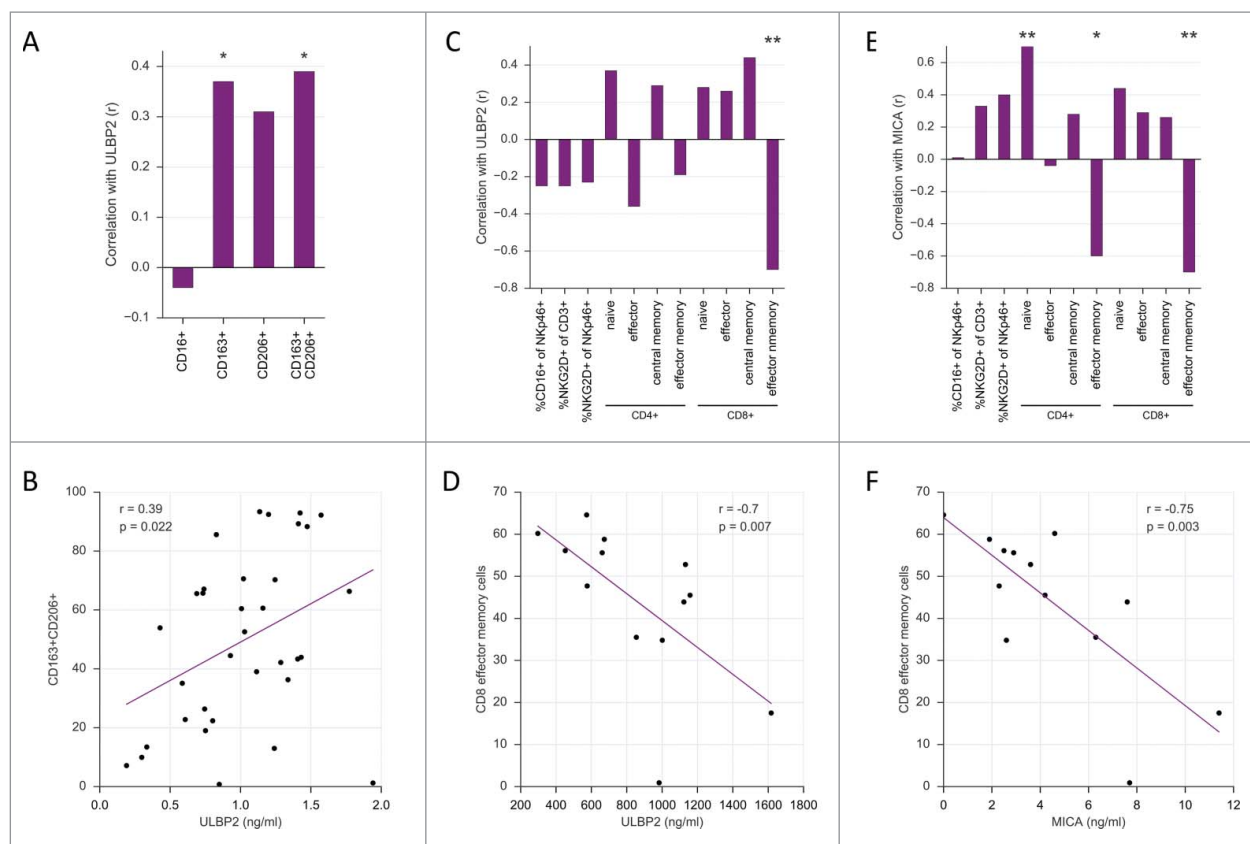 A
* *
0.4
0.3
0.2
0.1
0.0
−0.1
Correlation with ULBP2 (r)
CD16+
CD163+
CD206+
CD163+
CD206+
C
**
0.4
0.2
0.0
−0.2
−0.4
−0.6
−0.8
Correlation with ULBP2 (r)
%CD16+ of NKp46+
%NKG2D+ of CD3+
%NKG2D+ of NKp46+
naive
effector
central memory
effector memory
naive
effector
central memory
effector nmemory
CD4+ CD8+
E
** * **
0.6
0.4
0.2
0.0
−0.2
−0.4
−0.6
−0.8
Correlation with MICA (r)
%CD16+ of NKp46+
%NKG2D+ of CD3+
%NKG2D+ of NKp46+
naive
effector
central memory
effector memory
naive
effector
central memory
effector nmemory
CD4+ CD8+
B
r = 0.39
p = 0.022
100
80
60
40
20
0
CD163+CD206+
0.0 0.5 1.0 1.5 2.0
ULBP2 (ng/ml)
D
r = -0.7
p = 0.007
70
60
50
40
30
20
10
0
CD8 effector memory cells
200 400 600 800 1000 1200 1400 1600 1800
ULBP2 (ng/ml)
F
r = -0.75
p = 0.003
70
60
50
40
30
20
10
0
CD8 effector memory cells
0 2 4 6 8 10 12
MICA (ng/ml)